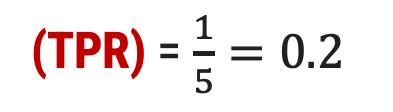 (TPR) = 1/5 = 0.2